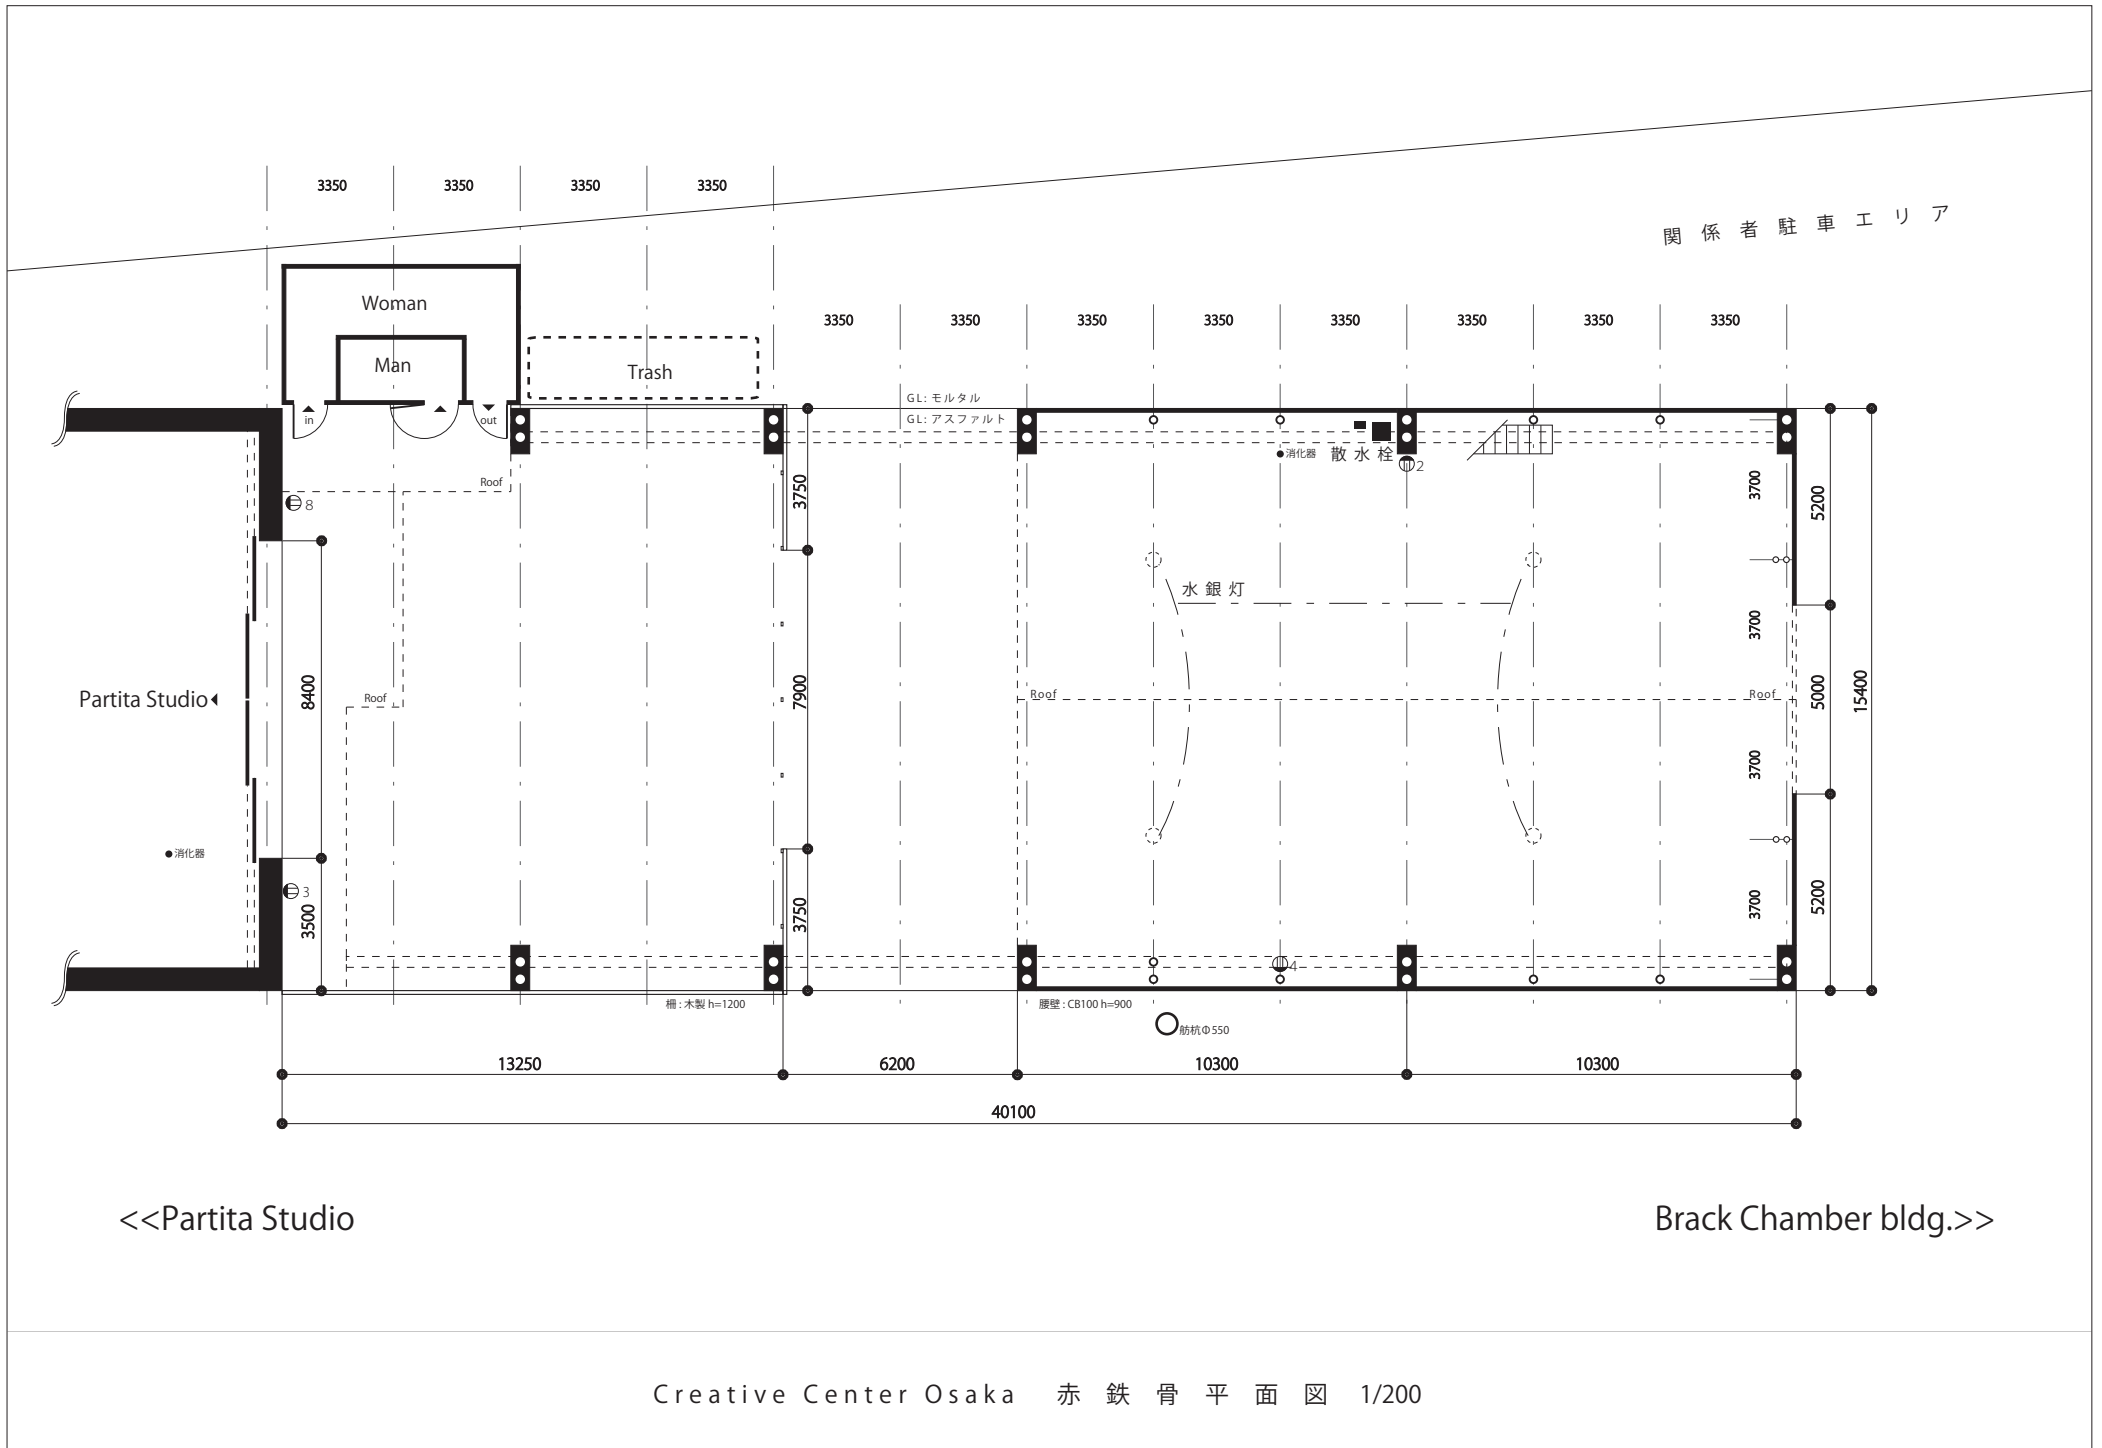 3350 3350 3350 3350
関係者駐車エリア
Woman
3350 3350 3350 3350 3350 3350 3350 3350
Man
Trash
in
out
GL: モルタル
GL: アスファルト
消化器
散水栓
2
Roof
8
3750
3700
5200
水銀灯
3700
Partita Studio
8400
Roof
7900
Roof
Roof
5000
15400
3700
消化器
3
3500
3750
3700
5200
4
柵 : 木製 h=1200
腰壁 : CB100 h=900
舫杭Φ550
13250
6200
10300
10300
40100
<<Partita Studio
Brack Chamber bldg.>>
Creative Center Osaka 赤鉄骨平面図 1/200